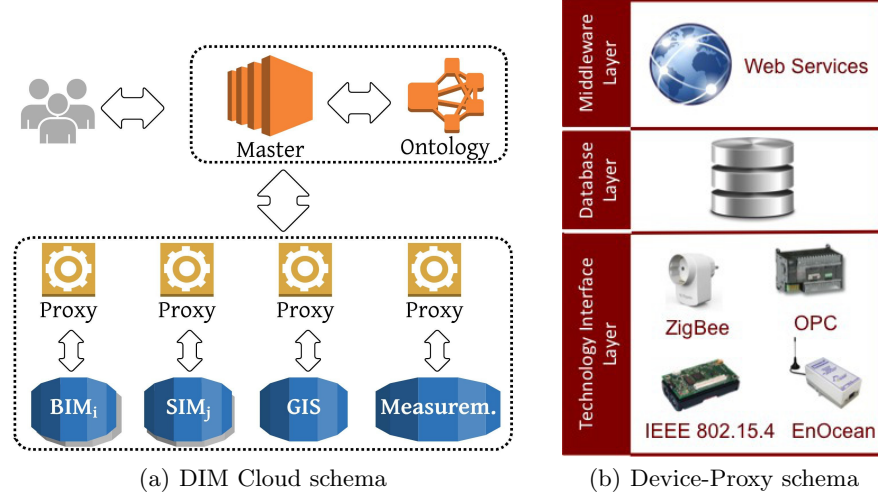 Master
Ontology
Proxy
Proxy
Proxy
Proxy
BIMi
SIMj
GIS
Measurem.
(a) DIM Cloud schema
Middleware
Layer
Web Services
Database
Layer
Technology Interface
Layer
ZigBee
OPC
IEEE 802.15.4
EnOcean
(b) Device-Proxy schema